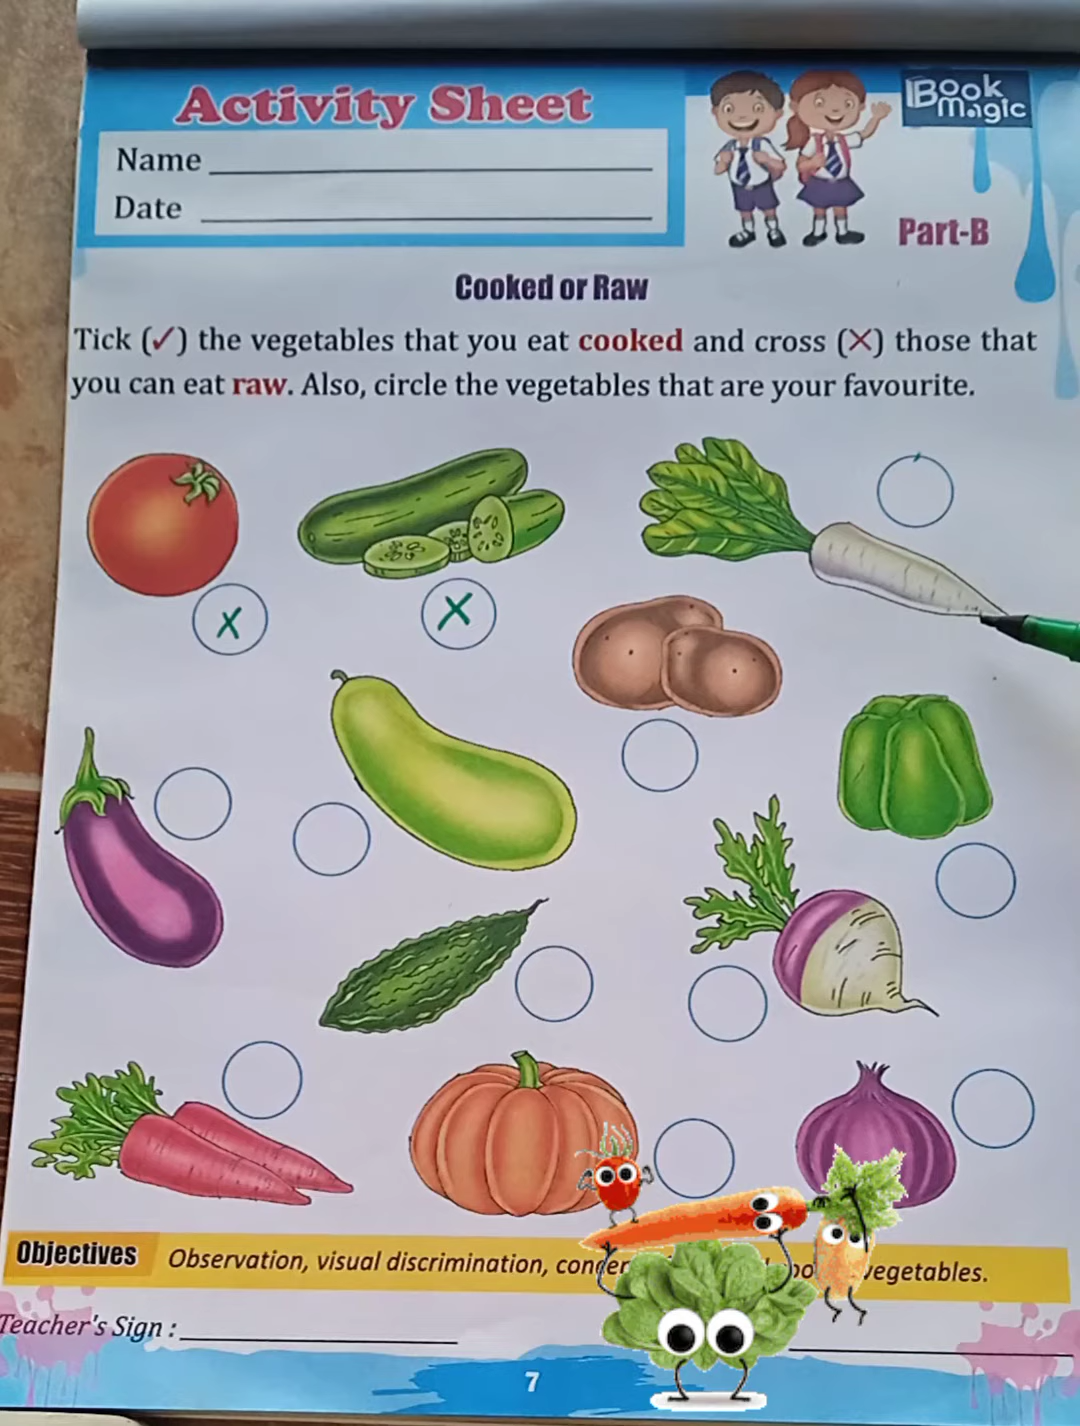 Activity Sheet
Book Magic
Name
Date
Part-B
Cooked or Raw
Tick (✓) the vegetables that you eat cooked and cross (X) those that
you can eat raw. Also, circle the vegetables that are your favourite.
X X
Objectives Observation, visual discrimination, vegetables.
Teacher's Sign :
7